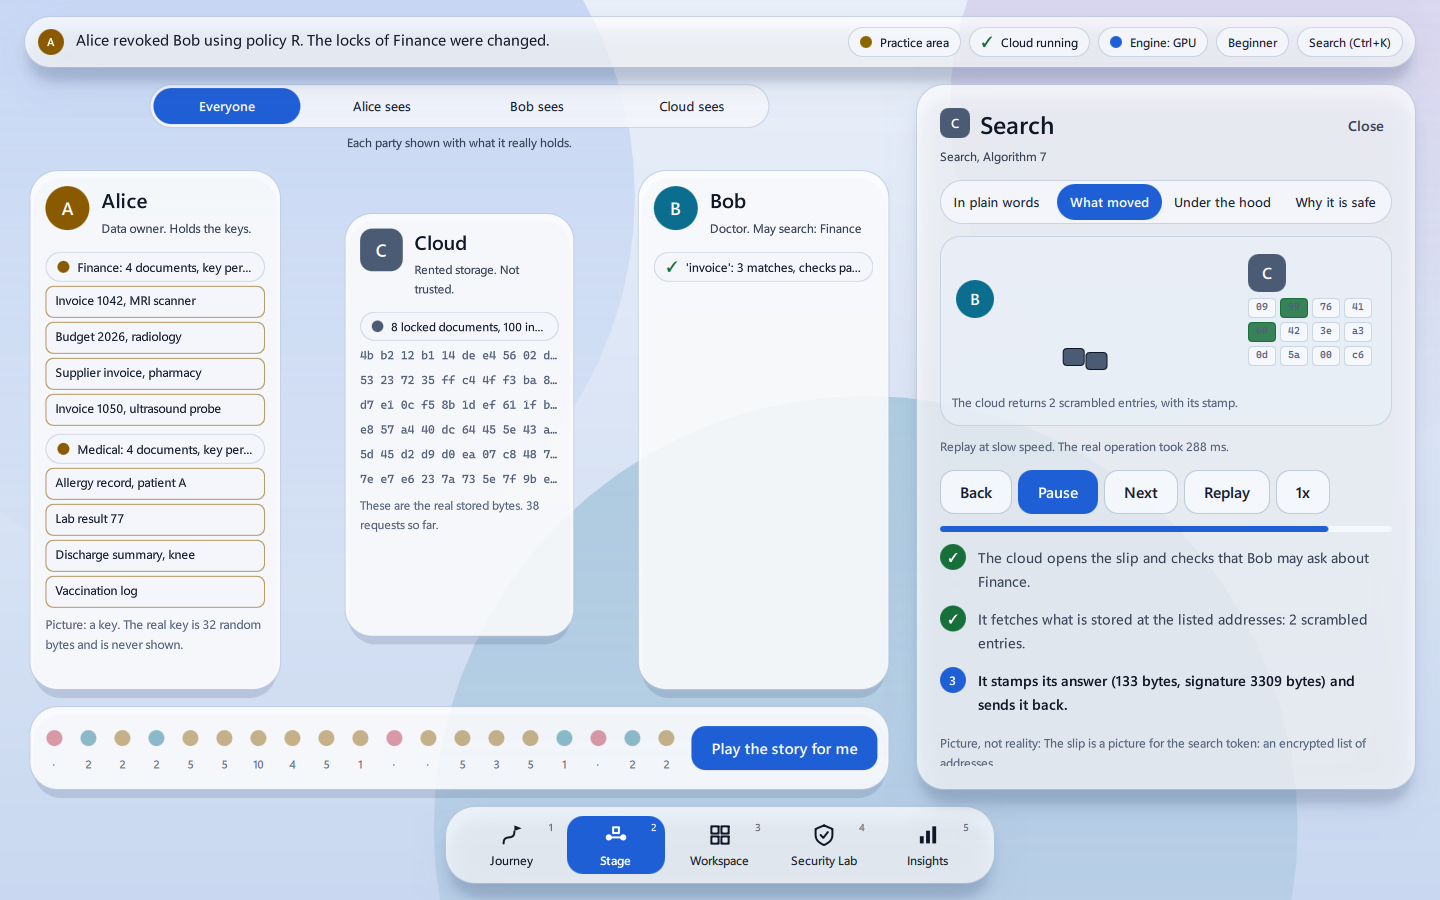 A Alice revoked Bob using policy R. The locks of Finance were changed.
Practice area
✓ Cloud running
Engine: GPU
Beginner
Search (Ctrl+K)
Everyone
Alice sees
Bob sees
Cloud sees
Each party shown with what it really holds.
A
Alice
Data owner. Holds the keys.
Finance: 4 documents, key per...
Invoice 1042, MRI scanner
Budget 2026, radiology
Supplier invoice, pharmacy
Invoice 1050, ultrasound probe
Medical: 4 documents, key per...
Allergy record, patient A
Lab result 77
Discharge summary, knee
Vaccination log
Picture: a key. The real key is 32 random
bytes and is never shown.
C
Cloud
Rented storage. Not
trusted.
8 locked documents, 100 in...
4b b2 12 b1 14 de e4 56 02 d…
53 23 72 35 ff c4 4f f3 ba 8…
d7 e1 0c f5 8b 1d ef 61 1f b…
e8 57 a4 40 dc 64 45 5e 43 a…
5d 45 d2 d9 d0 ea 07 c8 48 7…
7e e7 e6 23 7a 73 5e 7f 9b e…
These are the real stored bytes. 38
requests so far.
B
Bob
Doctor. May search: Finance
✓ 'invoice': 3 matches, checks pa...
· 2 2 2 5 5 10 4 5 1 · · 5 3 5 1 · 2 2
Play the story for me
C
Search
Close
Search, Algorithm 7
In plain words
What moved
Under the hood
Why it is safe
B
C
09 76 41
42 3e a3
0d 5a 00 c6
The cloud returns 2 scrambled entries, with its stamp.
Replay at slow speed. The real operation took 288 ms.
Back
Pause
Next
Replay
1x
✓ The cloud opens the slip and checks that Bob may ask about
Finance.
✓ It fetches what is stored at the listed addresses: 2 scrambled
entries.
3 It stamps its answer (133 bytes, signature 3309 bytes) and
sends it back.
Picture, not reality: The slip is a picture for the search token: an encrypted list of
addresses.
Journey 1
Stage 2
Workspace 3
Security Lab 4
Insights 5